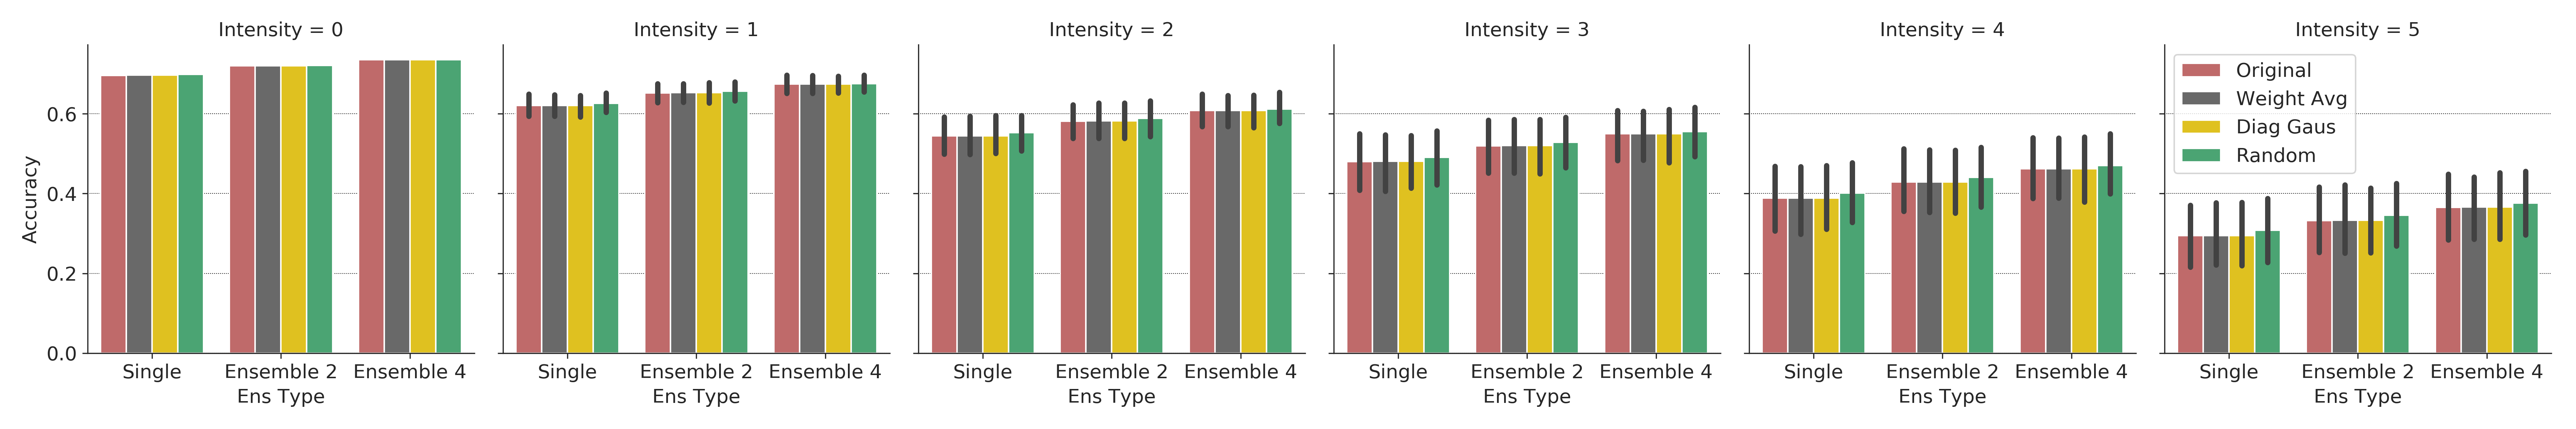 Intensity = 0
Intensity = 1
Intensity = 2
Intensity = 3
Intensity = 4
Intensity = 5
Accuracy
0.6
0.4
0.2
0.0
Original
Weight Avg
Diag Gaus
Random
Single Ensemble 2 Ensemble 4
Single Ensemble 2 Ensemble 4
Single Ensemble 2 Ensemble 4
Single Ensemble 2 Ensemble 4
Single Ensemble 2 Ensemble 4
Single Ensemble 2 Ensemble 4
Ens Type
Ens Type
Ens Type
Ens Type
Ens Type
Ens Type